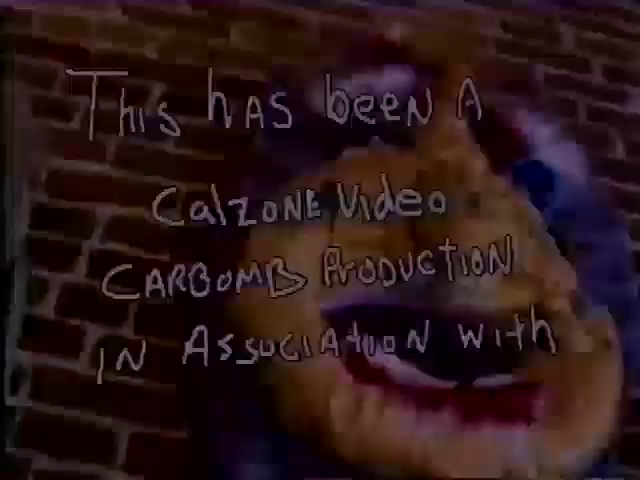 This hAS been A
CalzONE Video
CARBOMB PRODUCTION
IN ASSOCIATION with